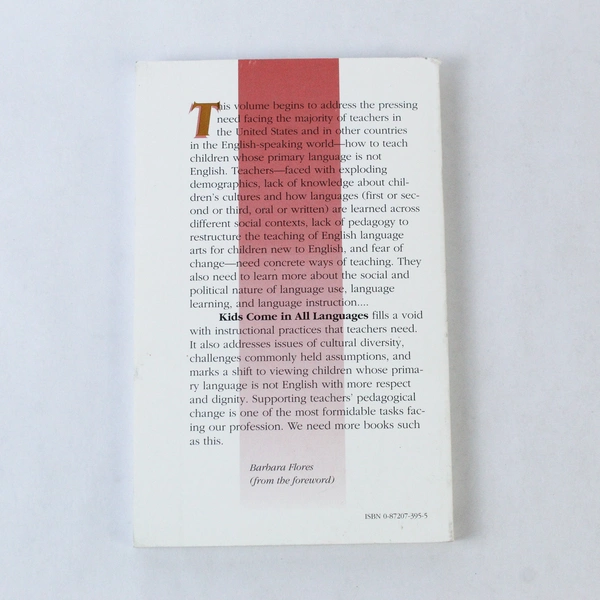 This volume begins to address the pressing
need facing the majority of teachers in
the United States and in other countries
in the English-speaking world—how to teach
children whose primary language is not
English. Teachers—faced with exploding
demographics, lack of knowledge about chil-
dren's cultures and how languages (first or sec-
ond or third, oral or written) are learned across
different social contexts, lack of pedagogy to
restructure the teaching of English language
arts for children new to English, and fear of
change—need concrete ways of teaching. They
also need to learn more about the social and
political nature of language use, language
learning, and language instruction....
Kids Come in All Languages fills a void
with instructional practices that teachers need.
It also addresses issues of cultural diversity,
challenges commonly held assumptions, and
marks a shift to viewing children whose prima-
ry language is not English with more respect
and dignity. Supporting teachers' pedagogical
change is one of the most formidable tasks fac-
ing our profession. We need more books such
as this.
Barbara Flores
(from the foreword)
ISBN 0-87207-395-5